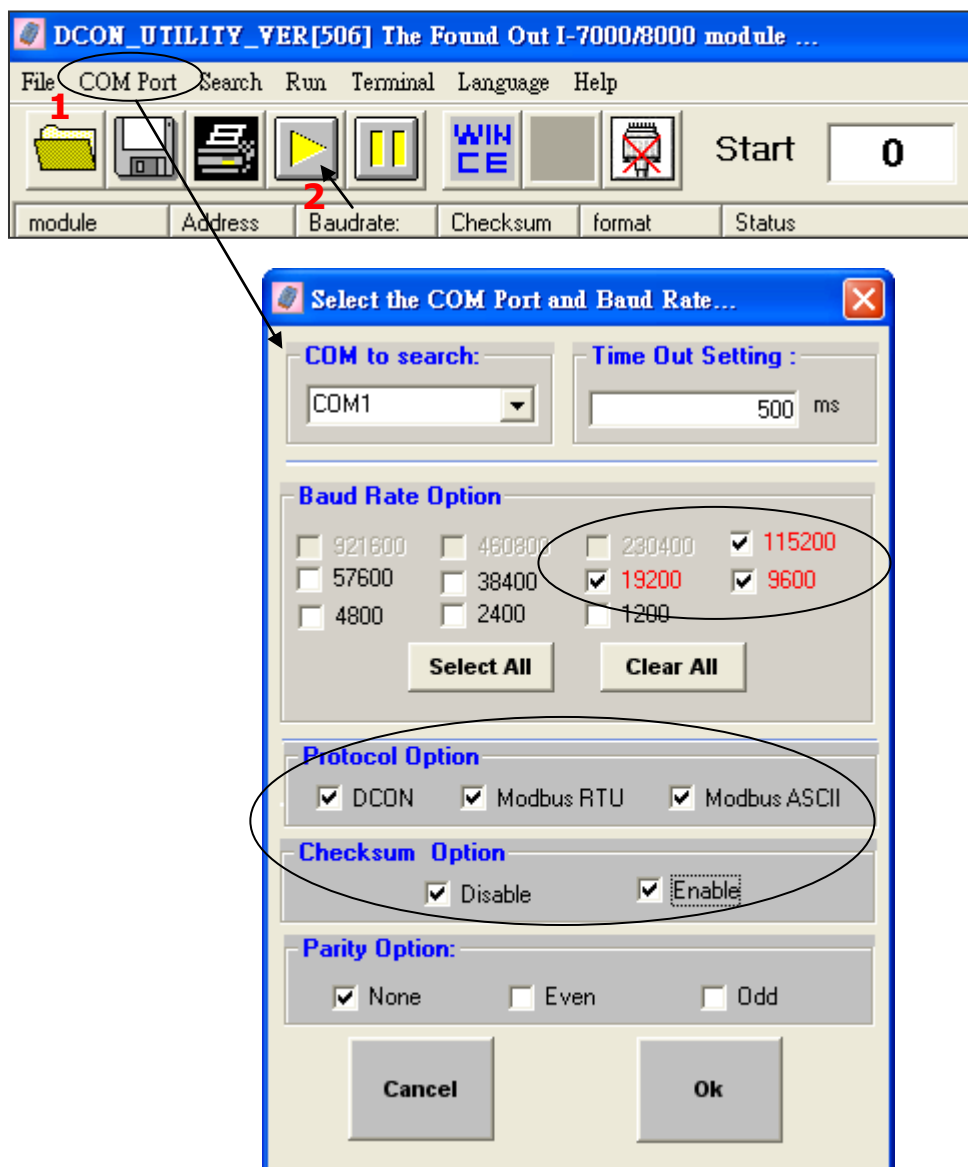 DCON_UTILITY_VER[506] The Found Out I-7000/8000 module ...
File COM Port Search Run Terminal Language Help
1
WIN
CE
Start 0
2
module Address Baudrate: Checksum format Status
Select the COM Port and Baud Rate...
COM to search: Time Out Setting :
COM1 500 ms
Baud Rate Option
921600 460800 230400 115200
57600 38400 19200 9600
4800 2400 1200
Select All Clear All
Protocol Option
DCON Modbus RTU Modbus ASCII
Checksum Option
Disable Enable
Parity Option:
None Even Odd
Cancel Ok